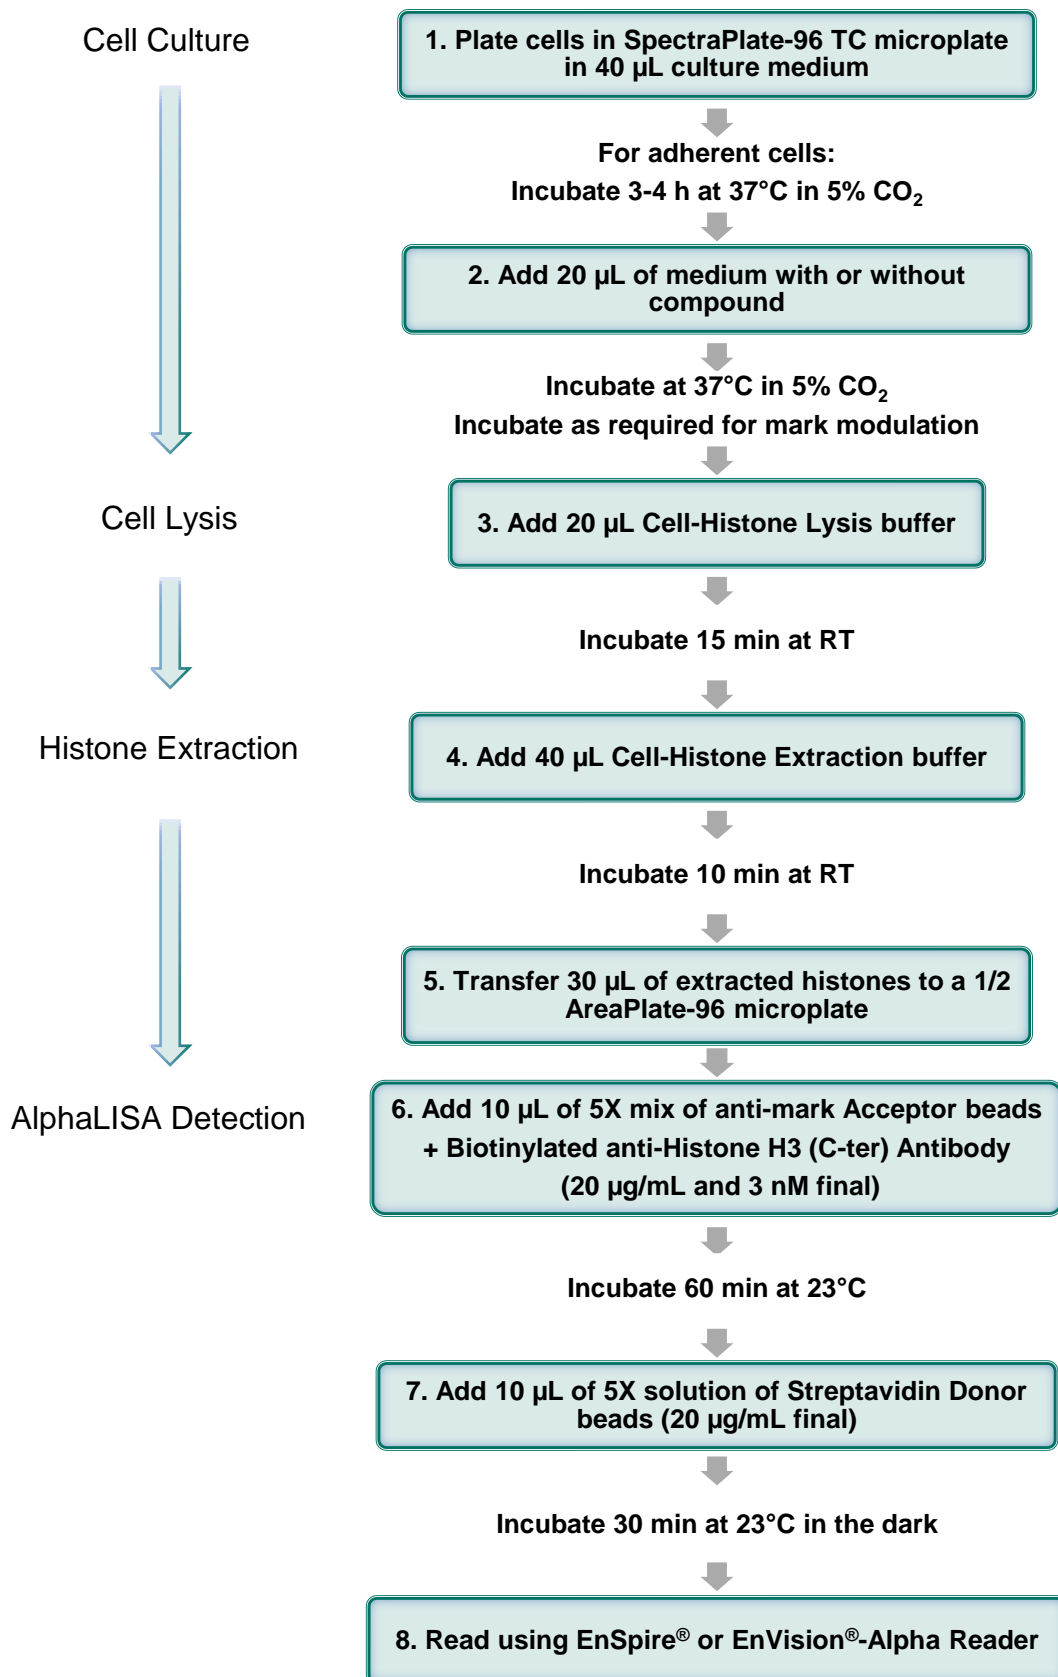 Cell Culture
1. Plate cells in SpectraPlate-96 TC microplate
in 40 µL culture medium
For adherent cells:
Incubate 3-4 h at 37°C in 5% CO₂
2. Add 20 µL of medium with or without
compound
Incubate at 37°C in 5% CO₂
Incubate as required for mark modulation
Cell Lysis
3. Add 20 µL Cell-Histone Lysis buffer
Incubate 15 min at RT
Histone Extraction
4. Add 40 µL Cell-Histone Extraction buffer
Incubate 10 min at RT
5. Transfer 30 µL of extracted histones to a 1/2
AreaPlate-96 microplate
AlphaLISA Detection
6. Add 10 µL of 5X mix of anti-mark Acceptor beads
+ Biotinylated anti-Histone H3 (C-ter) Antibody
(20 µg/mL and 3 nM final)
Incubate 60 min at 23°C
7. Add 10 µL of 5X solution of Streptavidin Donor
beads (20 µg/mL final)
Incubate 30 min at 23°C in the dark
8. Read using EnSpire® or EnVision®-Alpha Reader